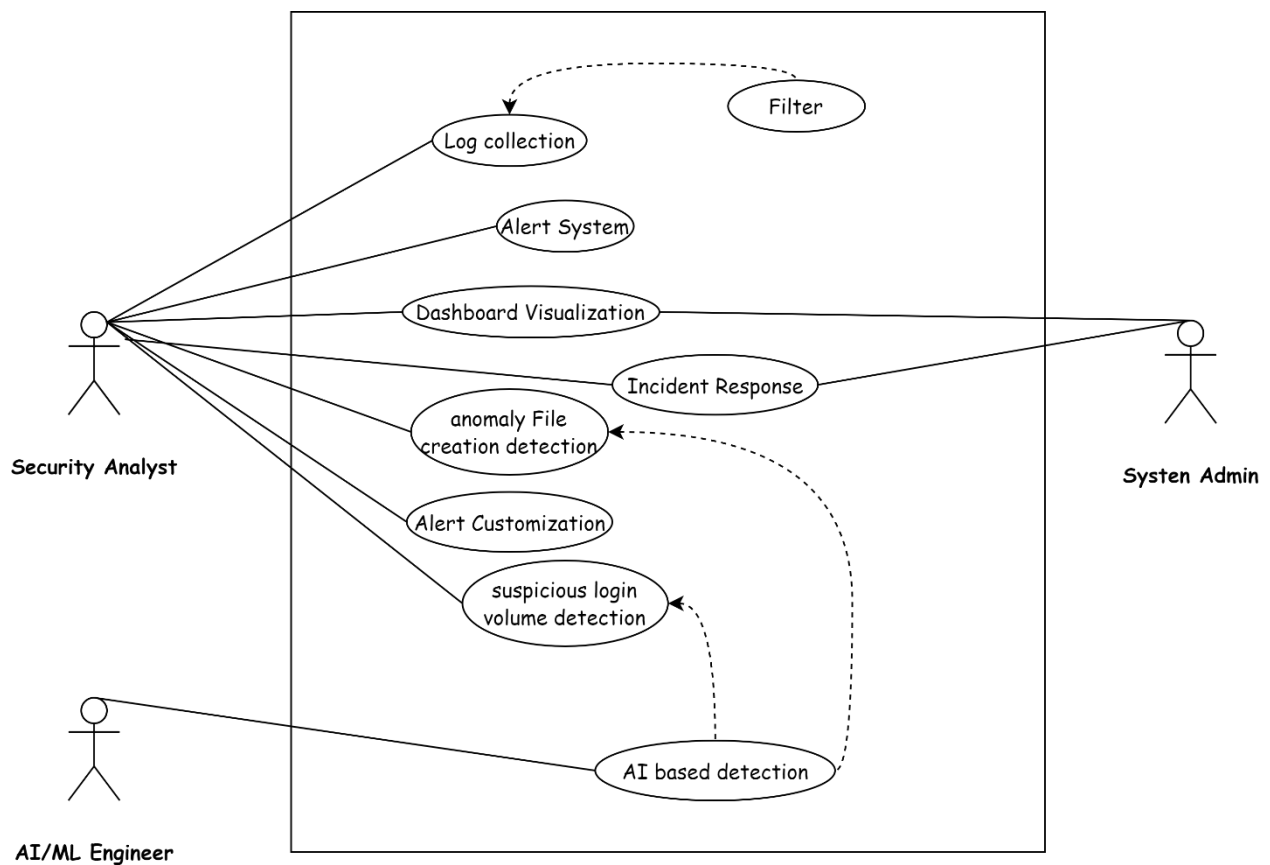 Filter
Log collection
Alert System
Dashboard Visualization
Incident Response
anomaly File
creation detection
Security Analyst
Systen Admin
Alert Customization
suspicious login
volume detection
AI based detection
AI/ML Engineer